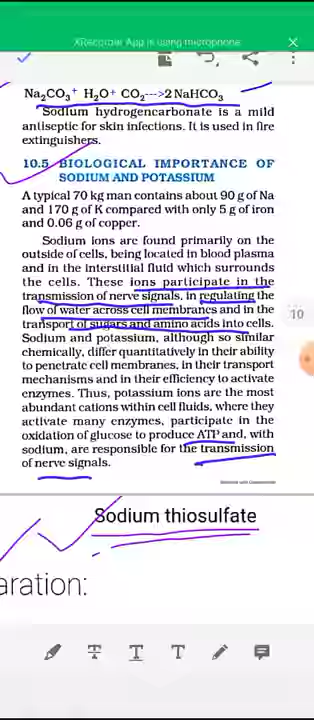 XRecorder App is using microphone
Na₂CO₃+ H₂O+ CO₂--->2 NaHCO₃
Sodium hydrogencarbonate is a mild
antiseptic for skin infections. It is used in fire
extinguishers.
10.5 BIOLOGICAL IMPORTANCE OF
SODIUM AND POTASSIUM
A typical 70 kg man contains about 90 g of Na
and 170 g of K compared with only 5 g of iron
and 0.06 g of copper.
Sodium ions are found primarily on the
outside of cells, being located in blood plasma
and in the interstitial fluid which surrounds
the cells. These ions participate in the
transmission of nerve signals, in regulating the
flow of water across cell membranes and in the
transport of sugars and amino acids into cells.
Sodium and potassium, although so similar
chemically, differ quantitatively in their ability
to penetrate cell membranes, in their transport
mechanisms and in their efficiency to activate
enzymes. Thus, potassium ions are the most
abundant cations within cell fluids, where they
activate many enzymes, participate in the
oxidation of glucose to produce ATP and, with
sodium, are responsible for the transmission
of nerve signals.
10
Sodium thiosulfate
aration:
T T T